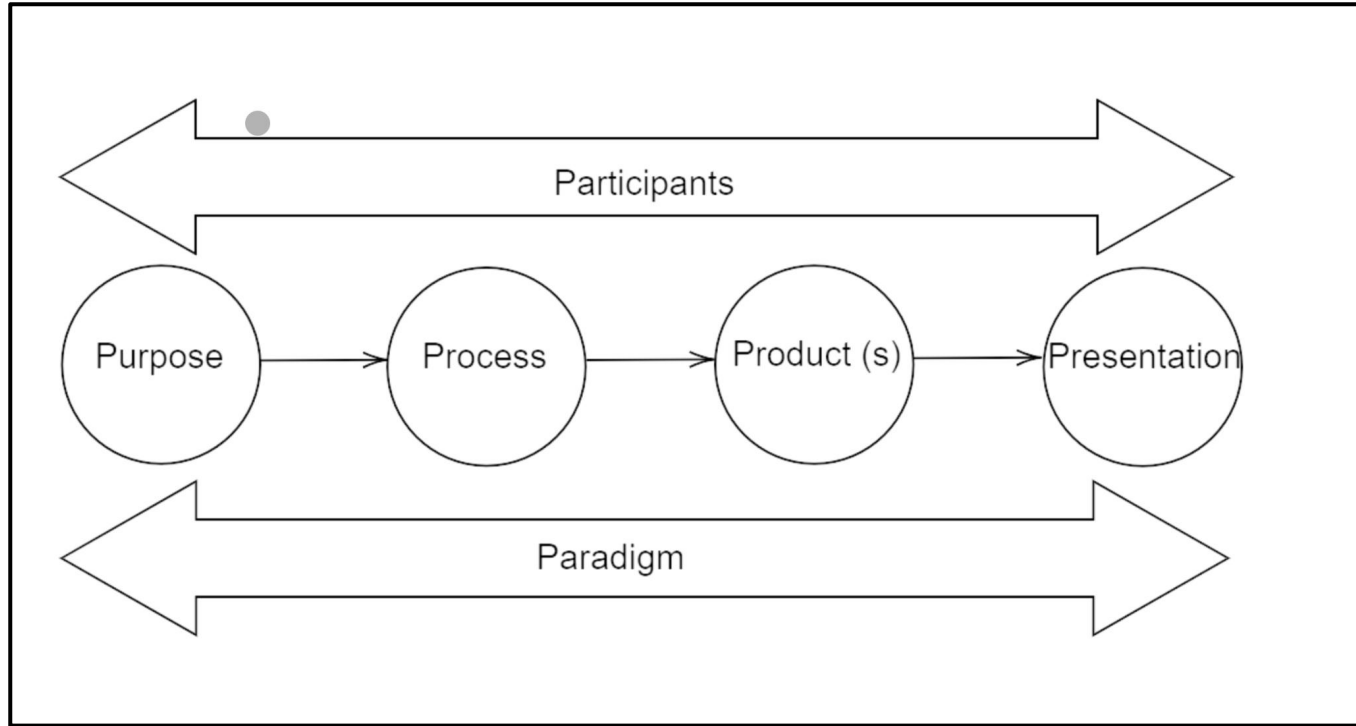 Participants
Purpose
Process
Product (s)
Presentation
Paradigm